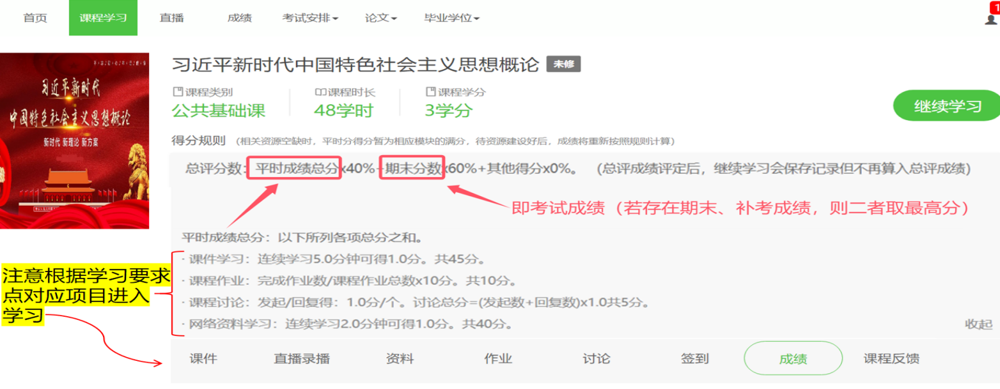 首页 课程学习 直播 成绩 考试安排 论文 毕业学位
1
习近平新时代
中国特色社会主义思想概论
新时代 新理论 新方案
习近平新时代中国特色社会主义思想概论 未修
课程类别 课程时长 课程学分
公共基础课 48学时 3学分
继续学习
得分规则 (相关资源空缺时，平时分得分暂为相应模块的满分，待资源建设好后，成绩将重新按照规则计算)
总评分数: 平时成绩总分x40%+期末分数x60%+其他得分x0%。 (总评成绩评定后，继续学习会保存记录但不再算入总评成绩)
即考试成绩（若存在期末、补考成绩，则二者取最高分）
平时成绩总分：以下所列各项总分之和。
· 课件学习：连续学习5.0分钟可得1.0分。共45分。
· 课程作业：完成作业数/课程作业总数x10分。共10分。
· 课程讨论：发起/回复得：1.0分/个。讨论总分=(发起数+回复数)x1.0共5分。
· 网络资料学习：连续学习2.0分钟可得1.0分。共40分。
收起
注意根据学习要求
点对应项目进入
学习
课件 直播录播 资料 作业 讨论 签到 成绩 课程反馈